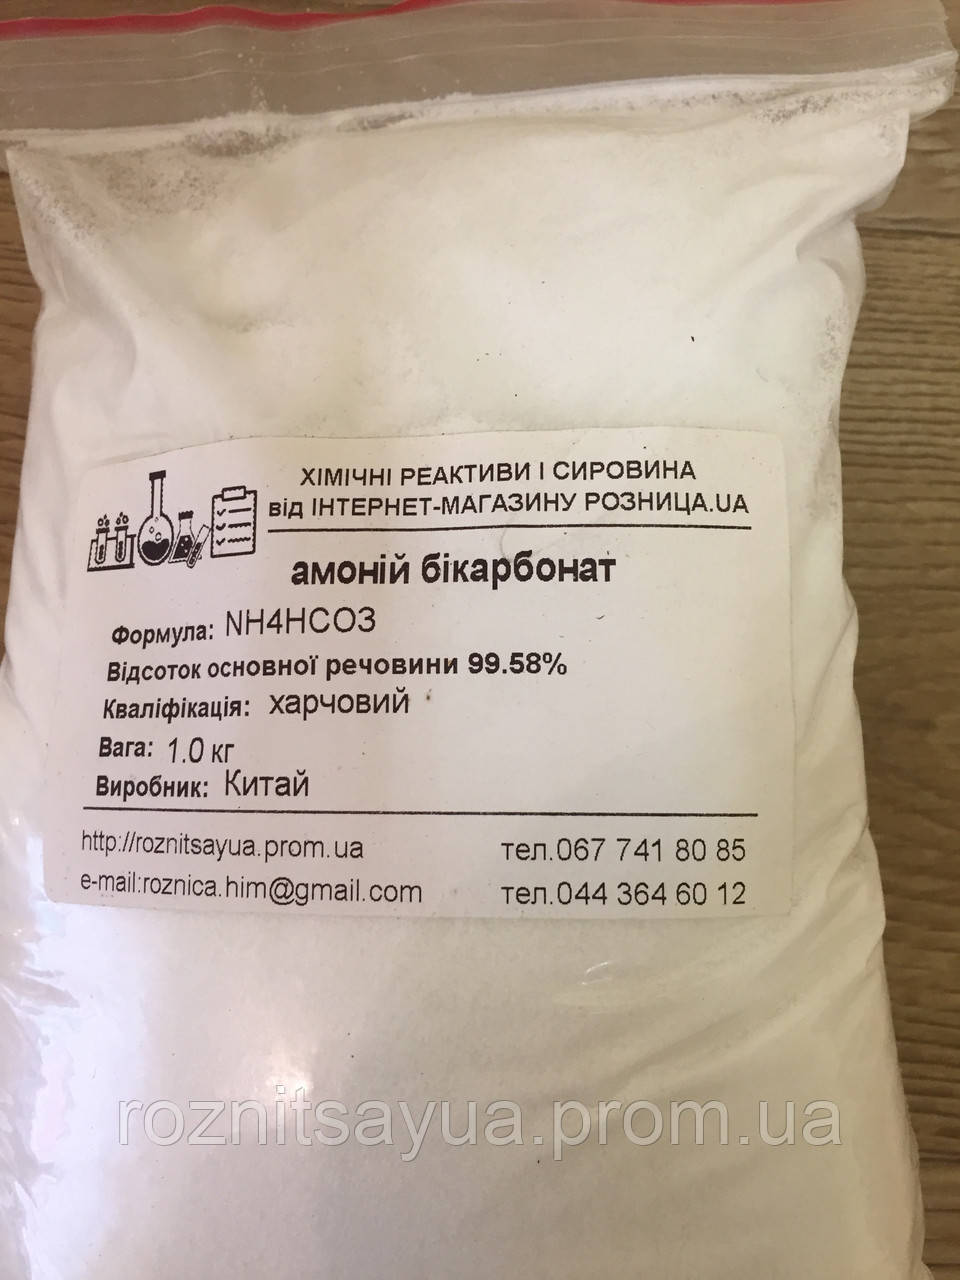 ХІМІЧНІ РЕАКТИВИ І СИРОВИНА
від ІНТЕРНЕТ-МАГАЗИНУ РОЗНИЦА.UA
амоній бікарбонат
Формула: NH4HCO3
Відсоток основної речовини 99.58%
Кваліфікація: харчовий
Вага: 1.0 кг
Виробник: Китай
http://roznitsayua.prom.ua тел.067 741 80 85
e-mail:roznica.him@gmail.com тел.044 364 60 12
roznitsayua.prom.ua